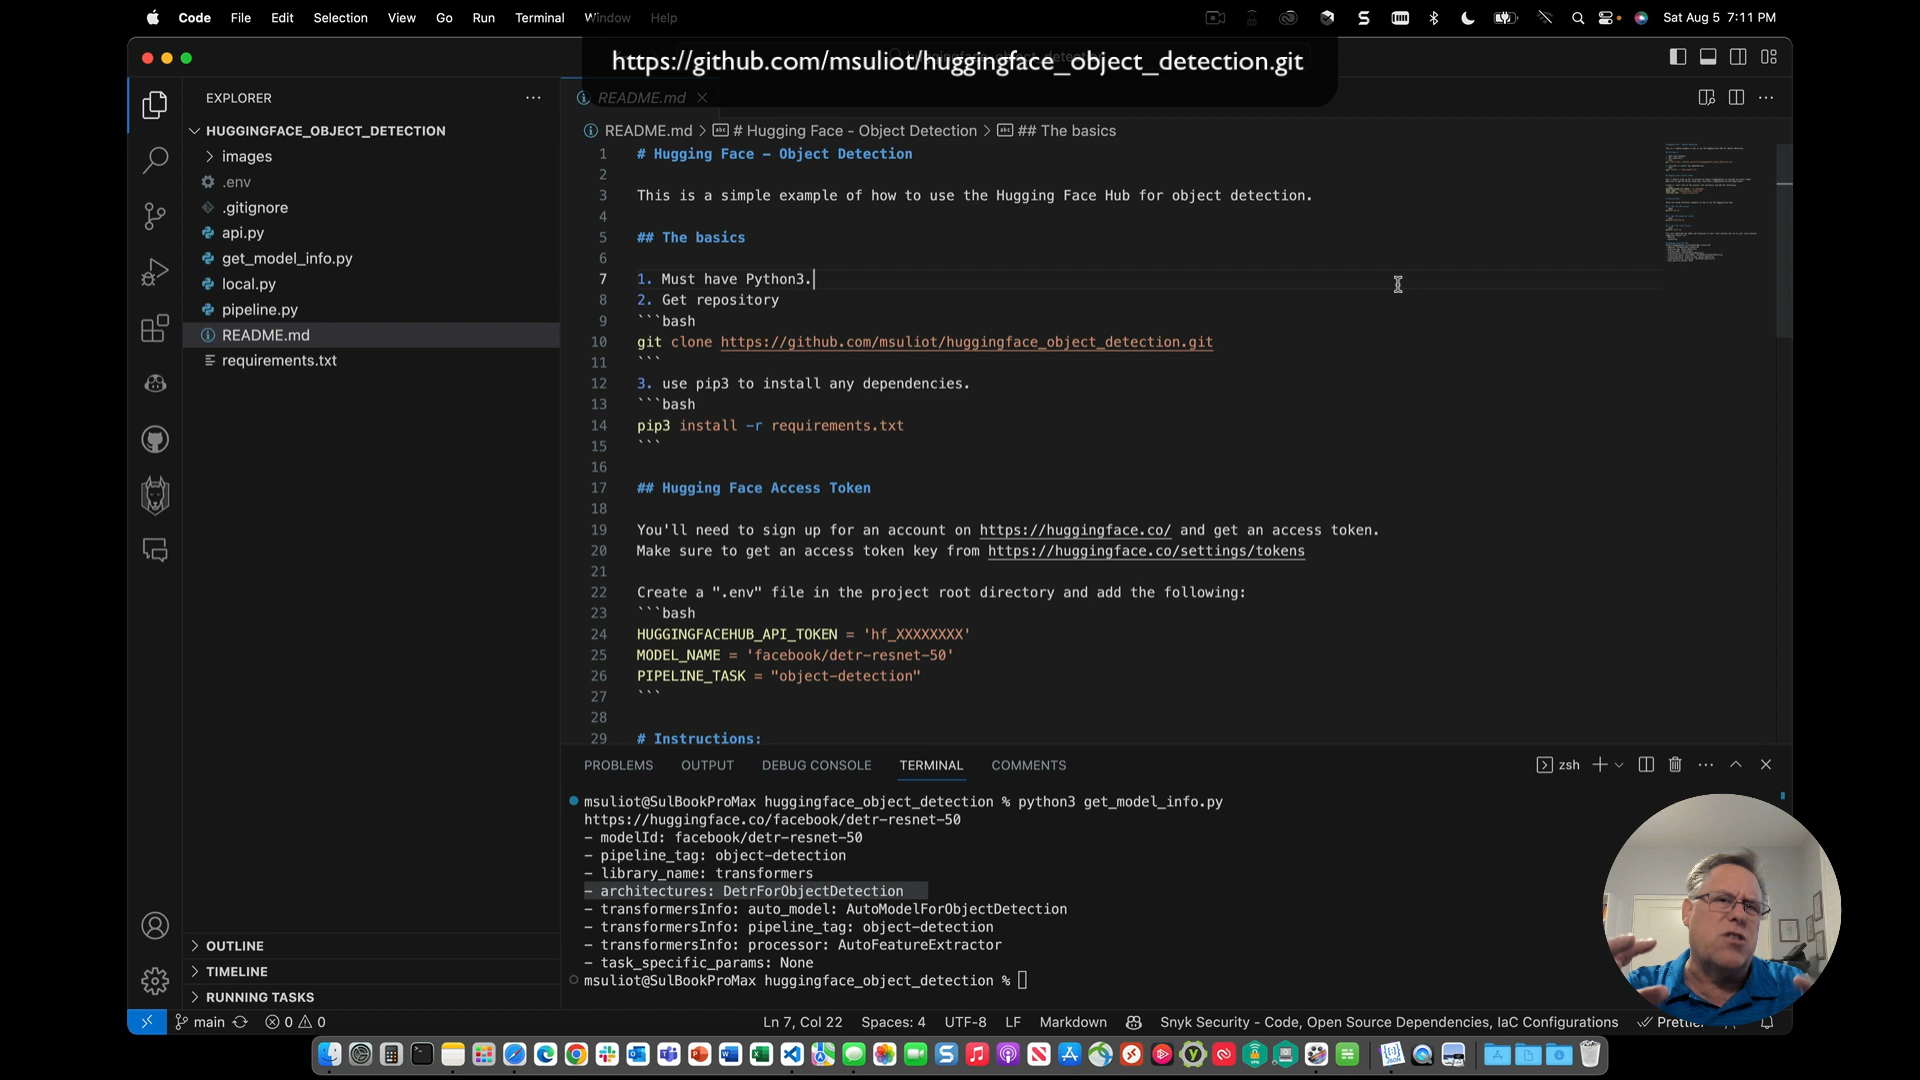 Code File Edit Selection View Go Run Terminal Window Help
Sat Aug 5 7:11 PM
https://github.com/msuliot/huggingface_object_detection.git
EXPLORER
HUGGINGFACE_OBJECT_DETECTION
images
.env
.gitignore
api.py
get_model_info.py
local.py
pipeline.py
README.md
requirements.txt
OUTLINE
TIMELINE
RUNNING TASKS
README.md
README.md > # Hugging Face - Object Detection > ## The basics
1 # Hugging Face - Object Detection
2
3 This is a simple example of how to use the Hugging Face Hub for object detection.
4
5 ## The basics
6
7 1. Must have Python3.
8 2. Get repository
9 ```bash
10 git clone https://github.com/msuliot/huggingface_object_detection.git
11 ```
12 3. use pip3 to install any dependencies.
13 ```bash
14 pip3 install -r requirements.txt
15 ```
16
17 ## Hugging Face Access Token
18
19 You'll need to sign up for an account on https://huggingface.co/ and get an access token.
20 Make sure to get an access token key from https://huggingface.co/settings/tokens
21
22 Create a ".env" file in the project root directory and add the following:
23 ```bash
24 HUGGINGFACEHUB_API_TOKEN = 'hf_XXXXXXXX'
25 MODEL_NAME = 'facebook/detr-resnet-50'
26 PIPELINE_TASK = "object-detection"
27 ```
28
29 # Instructions:
PROBLEMS OUTPUT DEBUG CONSOLE TERMINAL COMMENTS
zsh
msuliot@SulBookProMax huggingface_object_detection % python3 get_model_info.py
https://huggingface.co/facebook/detr-resnet-50
- modelId: facebook/detr-resnet-50
- pipeline_tag: object-detection
- library_name: transformers
- architectures: DetrForObjectDetection
- transformersInfo: auto_model: AutoModelForObjectDetection
- transformersInfo: pipeline_tag: object-detection
- transformersInfo: processor: AutoFeatureExtractor
- task_specific_params: None
msuliot@SulBookProMax huggingface_object_detection %
main 0 0 Ln 7, Col 22 Spaces: 4 UTF-8 LF Markdown Snyk Security - Code, Open Source Dependencies, IaC Configurations